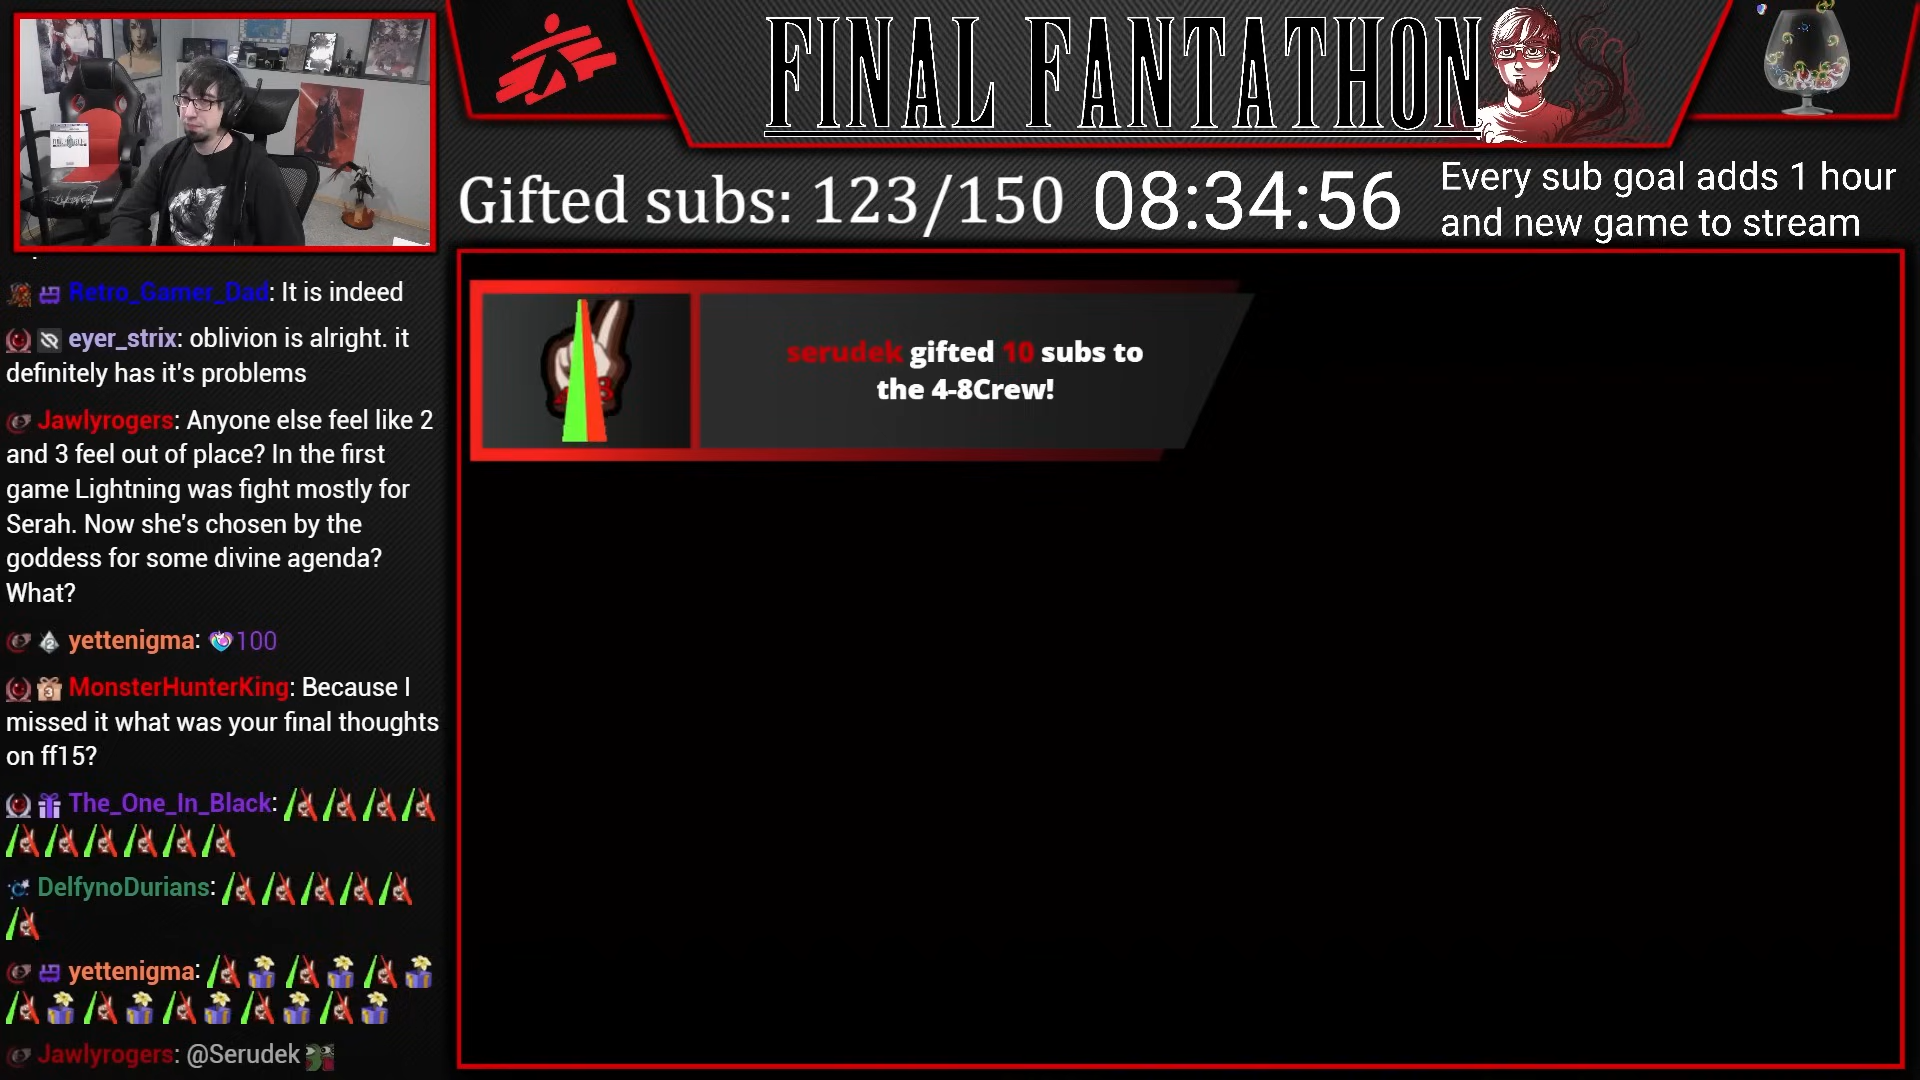 FINAL FANTATHON
Gifted subs: 123/150
08:34:56
Every sub goal adds 1 hour
and new game to stream
serudek gifted 10 subs to
the 4-8Crew!
Retro_Gamer_Dad: It is indeed
eyer_strix: oblivion is alright. it
definitely has it's problems
Jawlyrogers: Anyone else feel like 2
and 3 feel out of place? In the first
game Lightning was fight mostly for
Serah. Now she's chosen by the
goddess for some divine agenda?
What?
yettenigma: 100
MonsterHunterKing: Because I
missed it what was your final thoughts
on ff15?
The_One_In_Black:
DelfynoDurians:
yettenigma:
Jawlyrogers: @Serudek